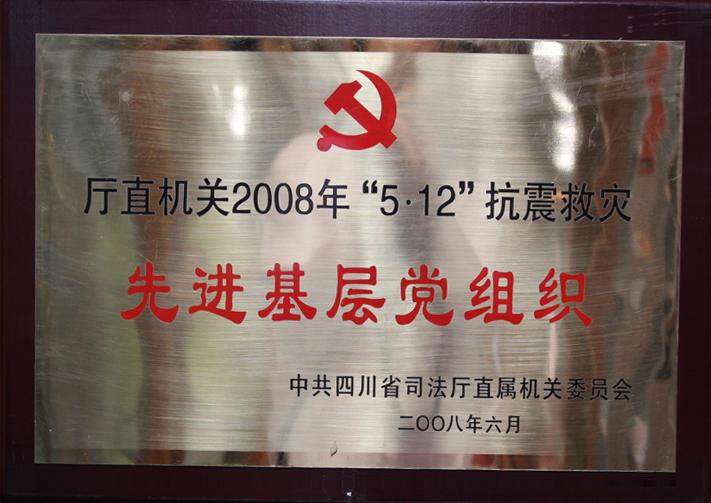 厅直机关2008年“5·12”抗震救灾
先进基层党组织
中共四川省司法厅直属机关委员会
二〇〇八年六月